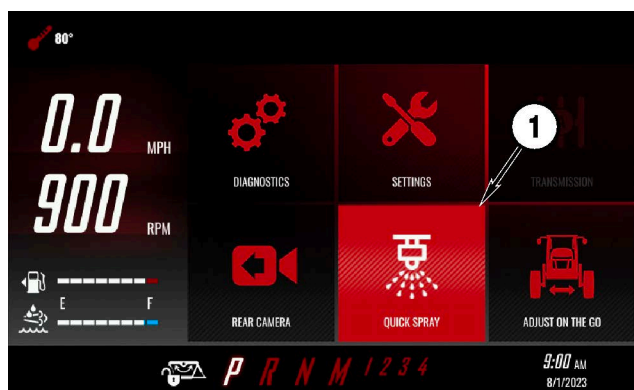 80°
0.0 MPH
900 RPM
E F
DIAGNOSTICS
SETTINGS
TRANSMISSION
1
REAR CAMERA
QUICK SPRAY
ADJUST ON THE GO
P R N M 1 2 3 4
9:00 AM
8/1/2023